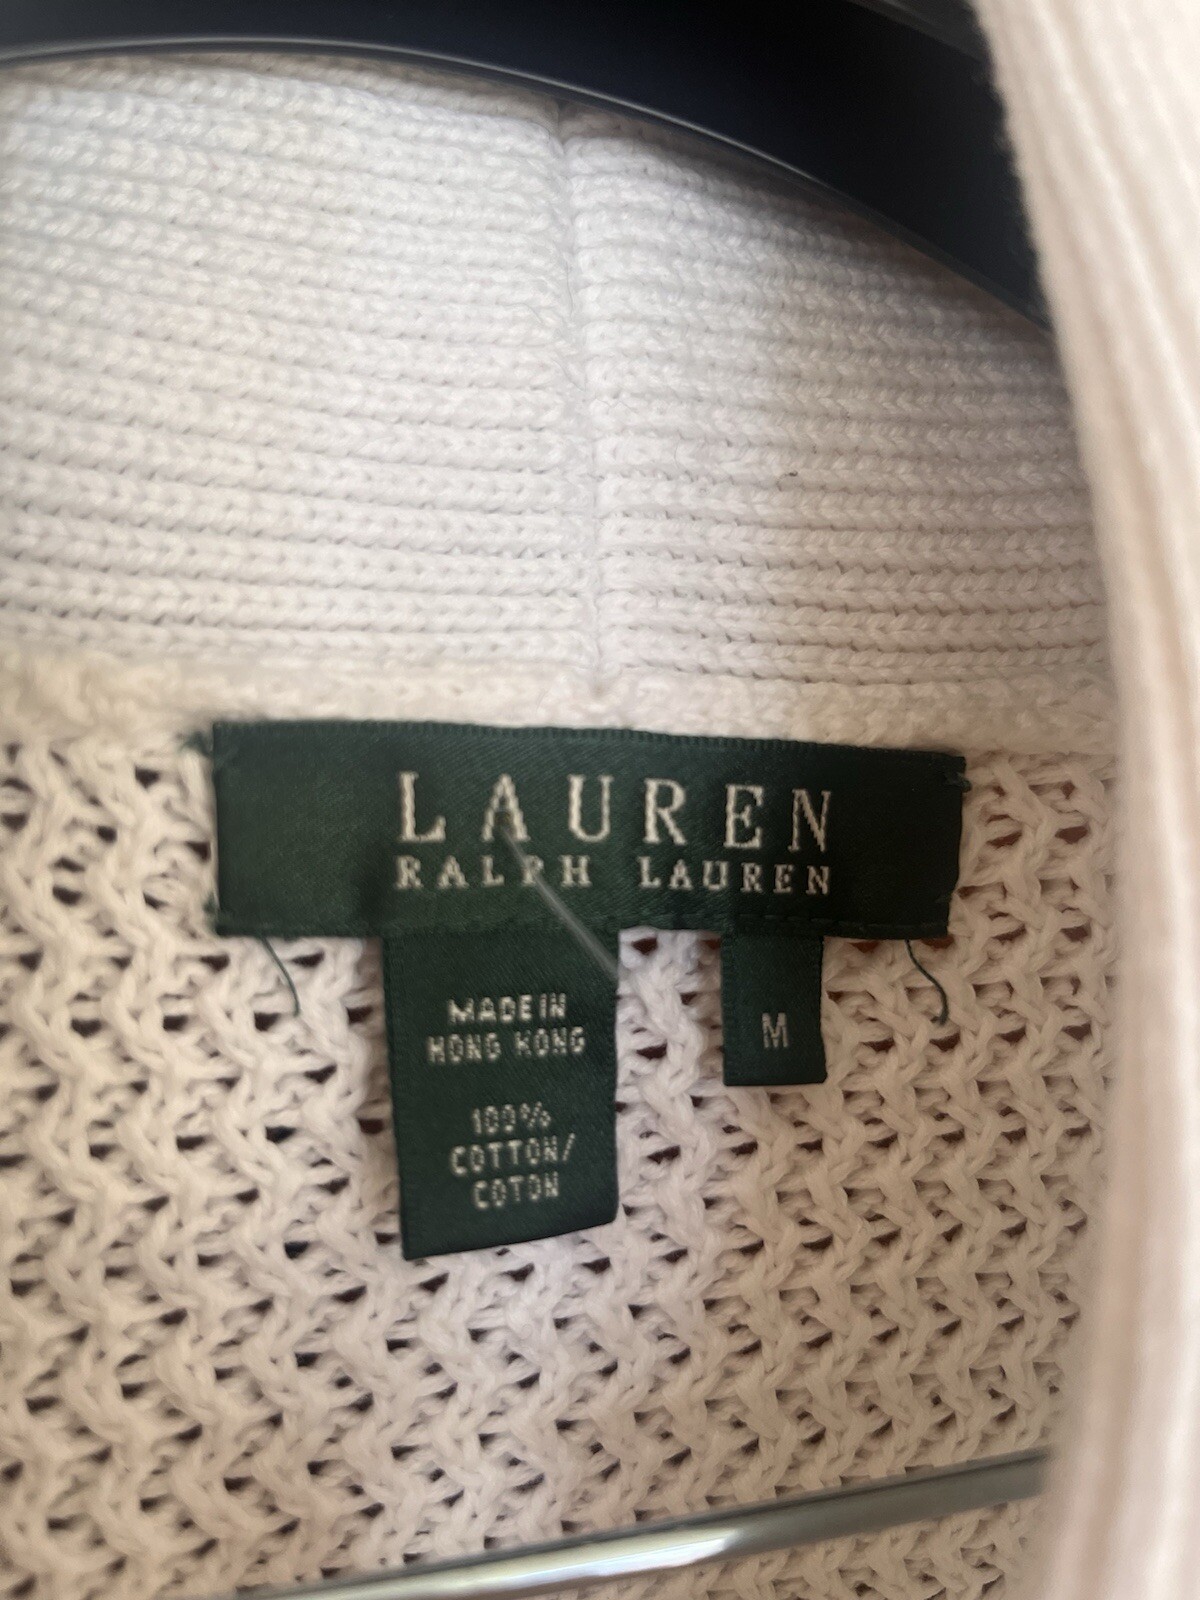 LAUREN
RALPH LAUREN
MADE IN
HONG KONG
100%
COTTON/
COTON
M